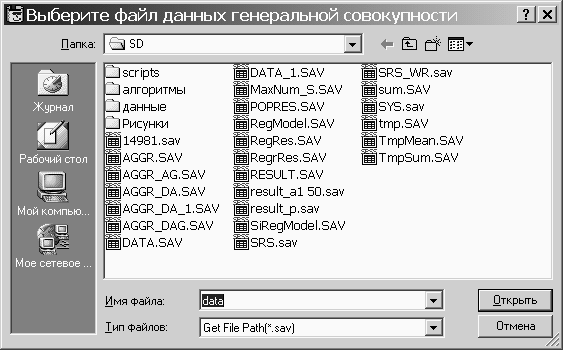 Выберите файл данных генеральной совокупности
Папка: SD
Журнал
Рабочий стол
Мой компью...
Мое сетевое ...
scripts
алгоритмы
данные
Рисунки
14981.sav
AGGR.SAV
AGGR_AG.SAV
AGGR_DA.SAV
AGGR_DA_1.SAV
AGGR_DAG.SAV
DATA.SAV
DATA_1.SAV
MaxNum_S.SAV
POPRES.SAV
RegModel.SAV
RegRes.SAV
RegrRes.SAV
RESULT.SAV
result_a1 50.sav
result_p.sav
SiRegModel.SAV
SRS.sav
SRS_WR.sav
sum.SAV
SYS.sav
tmp.SAV
TmpMean.SAV
TmpSum.SAV
Имя файла: data Открыть
Тип файлов: Get File Path(*.sav) Отмена